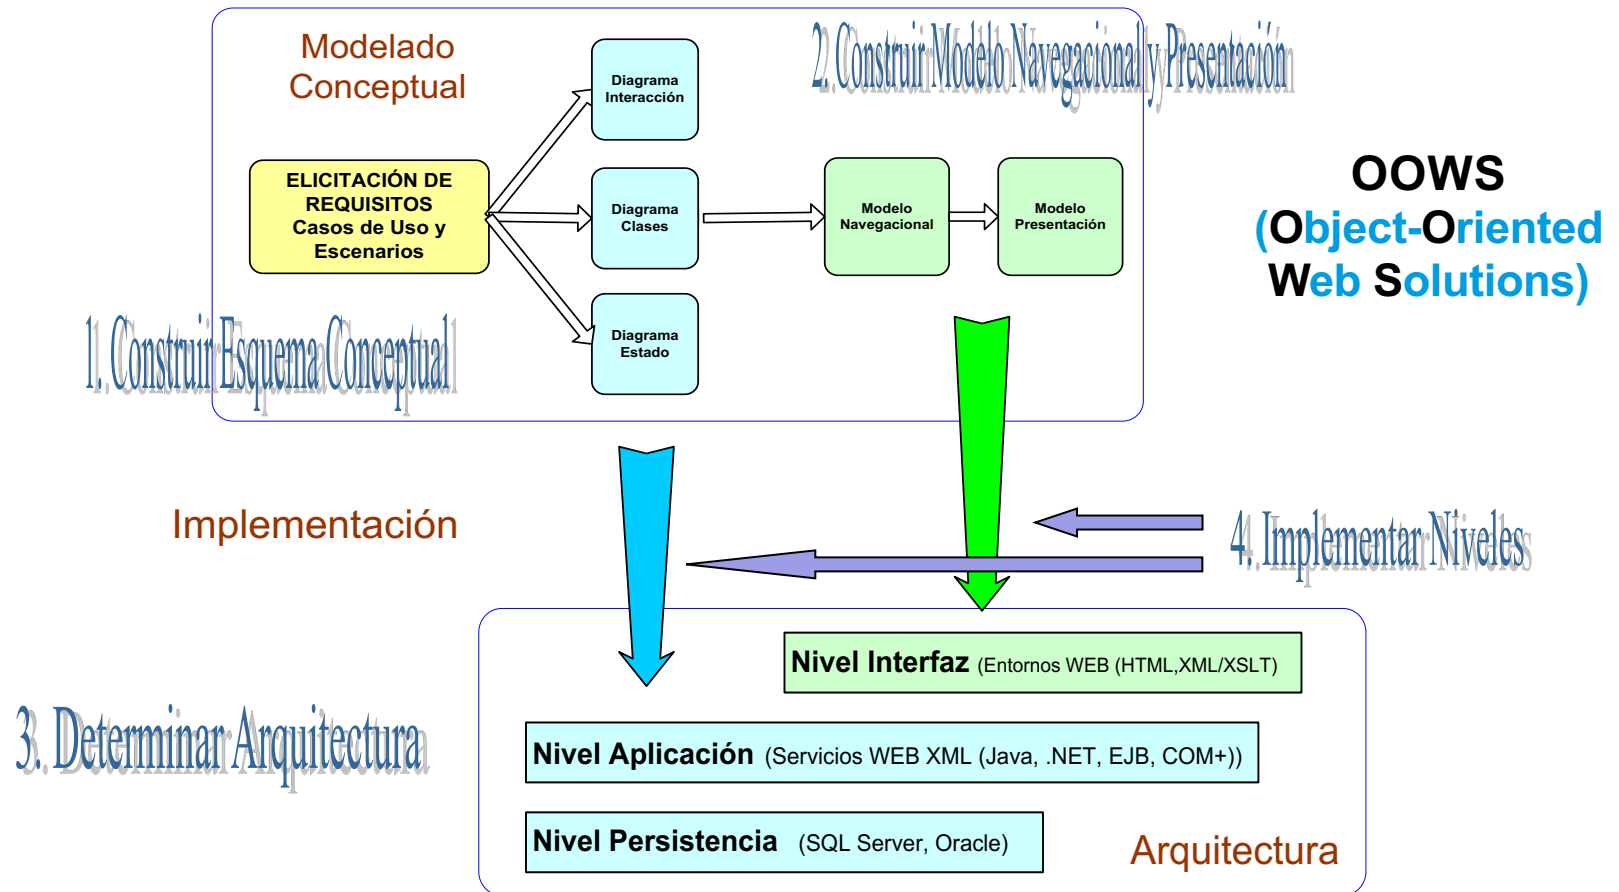 Modelado
Conceptual
2. Construir Modelo Navegacional y Presentación
Diagrama
Interacción
ELICITACIÓN DE
REQUISITOS
Casos de Uso y
Escenarios
Diagrama
Clases
Modelo
Navegacional
Modelo
Presentación
OOWS
(Object-Oriented
Web Solutions)
1. Construir Esquema Conceptual
Diagrama
Estado
Implementación
4. Implementar Niveles
Nivel Interfaz (Entornos WEB (HTML,XML/XSLT)
3. Determinar Arquitectura
Nivel Aplicación (Servicios WEB XML (Java, .NET, EJB, COM+))
Nivel Persistencia (SQL Server, Oracle)
Arquitectura